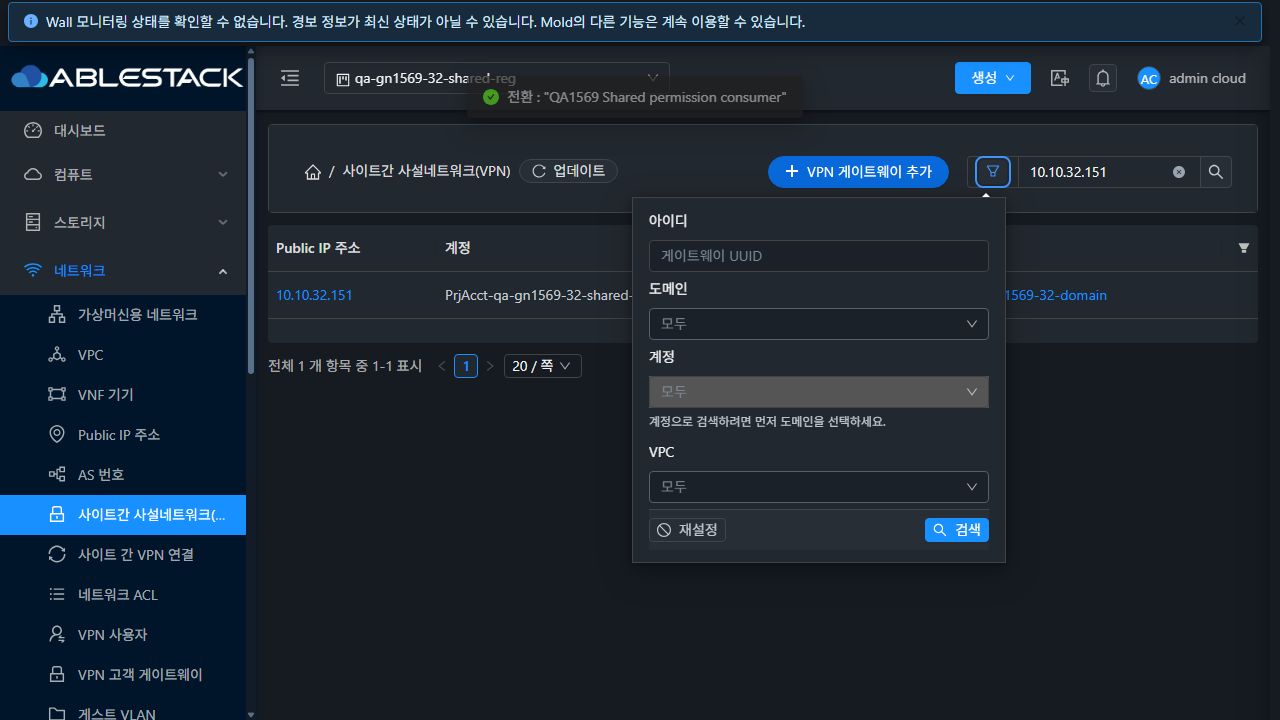 Wall 모니터링 상태를 확인할 수 없습니다. 경보 정보가 최신 상태가 아닐 수 있습니다. Mold의 다른 기능은 계속 이용할 수 있습니다.
ABLESTACK
qa-gn1569-32-shared-reg
생성
AC admin cloud
전환 : "QA1569 Shared permission consumer"
대시보드
컴퓨트
스토리지
네트워크
가상머신용 네트워크
VPC
VNF 기기
Public IP 주소
AS 번호
사이트간 사설네트워크(...
사이트 간 VPN 연결
네트워크 ACL
VPN 사용자
VPN 고객 게이트웨이
게스트 VLAN
/ 사이트간 사설네트워크(VPN) 업데이트
VPN 게이트웨이 추가
10.10.32.151
Public IP 주소 계정
10.10.32.151 PrjAcct-qa-gn1569-32-shared- 1569-32-domain
전체 1 개 항목 중 1-1 표시 < 1 > 20 / 쪽
아이디
게이트웨이 UUID
도메인
모두
계정
모두
계정으로 검색하려면 먼저 도메인을 선택하세요.
VPC
모두
재설정 검색